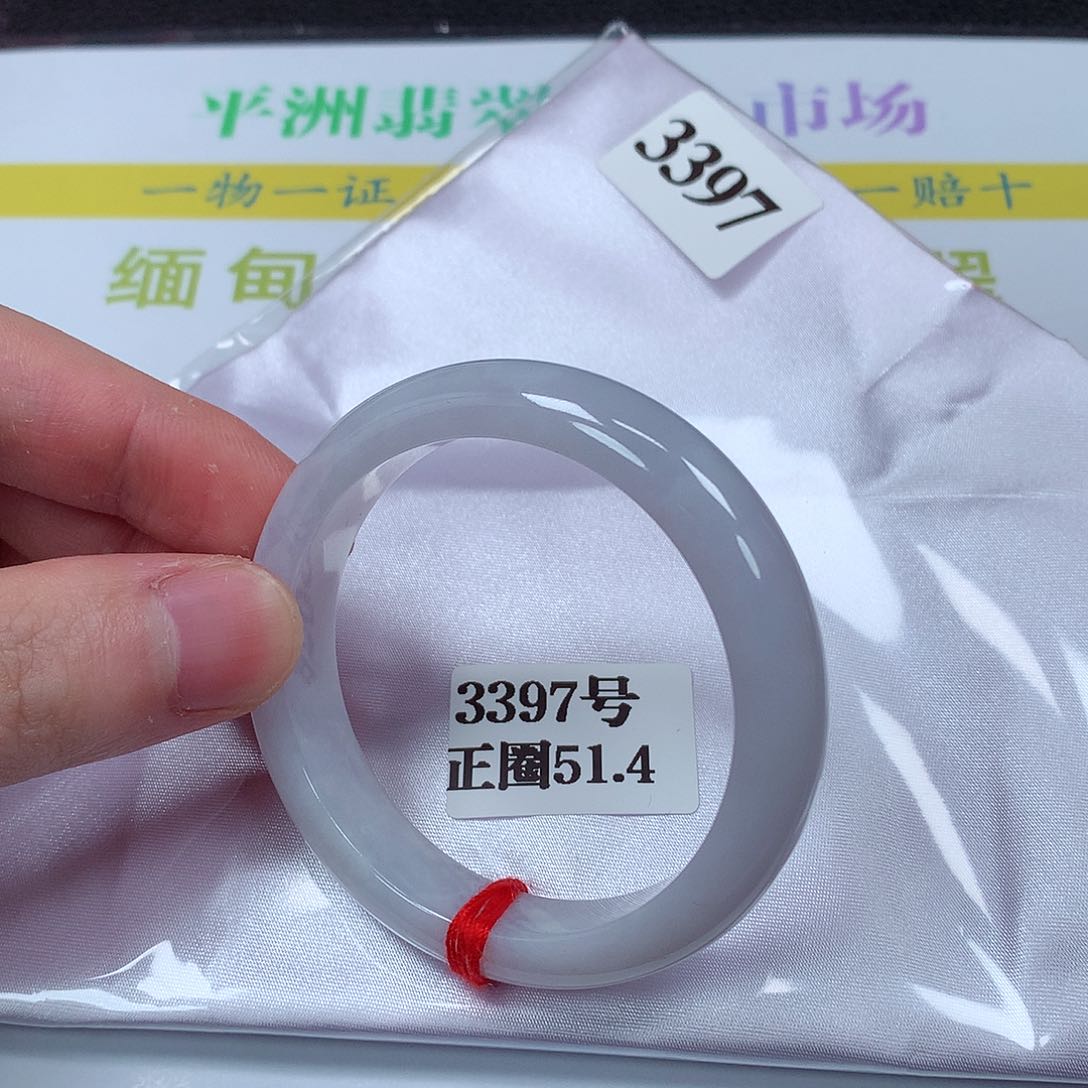 平洲翡翠 市场
3397
一物一证 一赔十
缅甸
3397号
正圈51.4